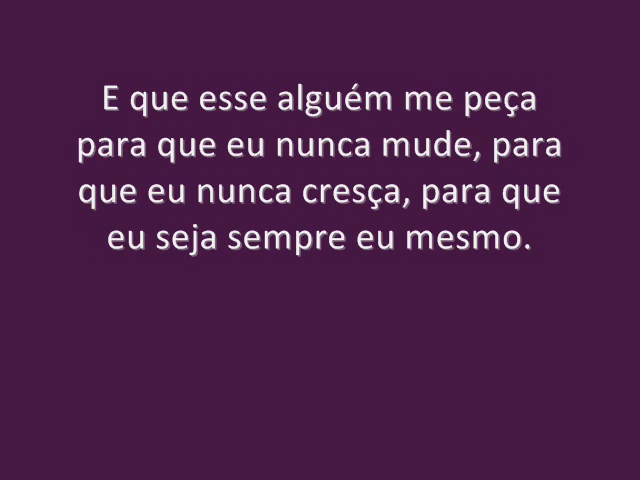 E que esse alguém me peça
para que eu nunca mude, para
que eu nunca cresça, para que
eu seja sempre eu mesmo.